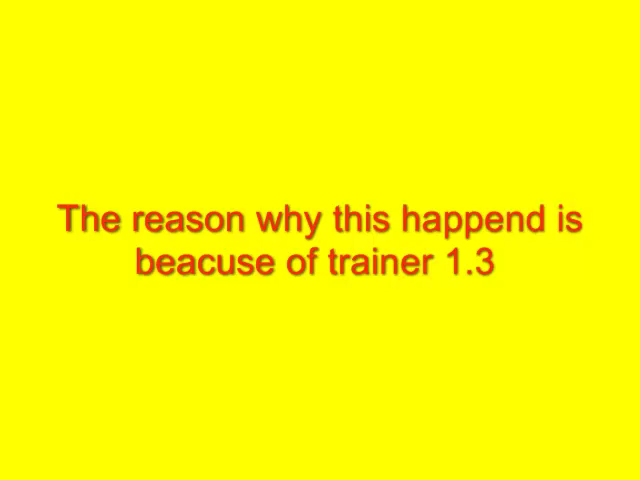 The reason why this happend is
beacuse of trainer 1.3